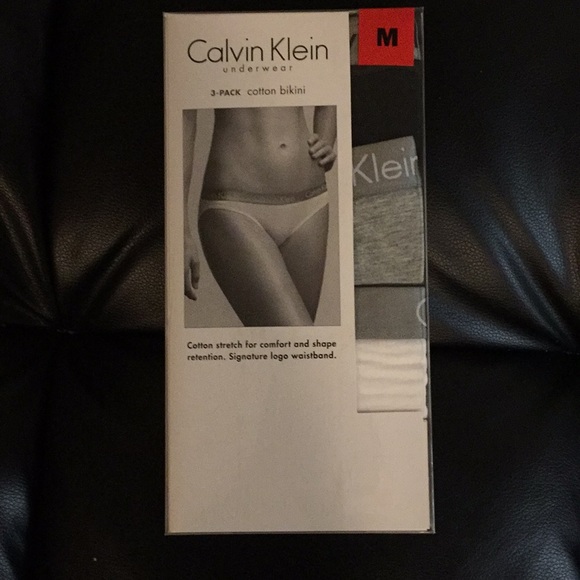 M
Calvin Klein
underwear
3-PACK cotton bikini
Klein
Cotton stretch for comfort and shape
retention. Signature logo waistband.